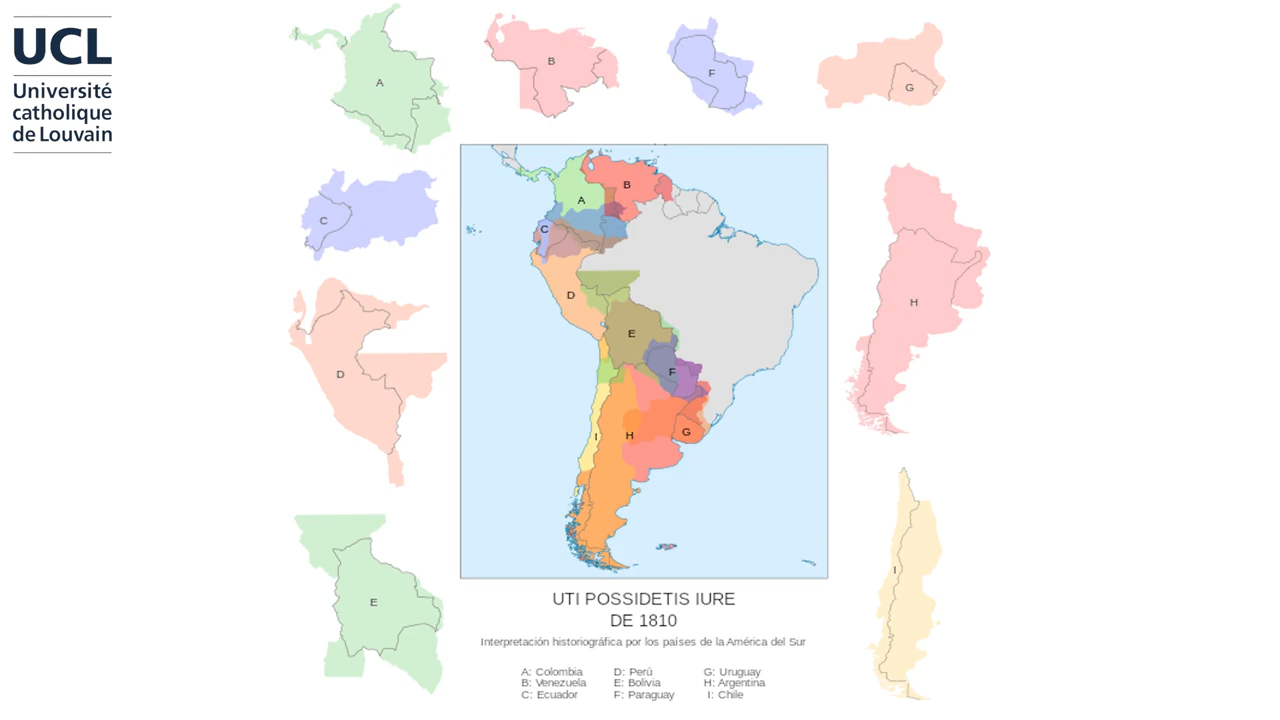 UCL
Université
catholique
de Louvain
A
B
F
G
C
D
E
H
I
A
B
C
D
E
F
G
H
I
UTI POSSIDETIS IURE
DE 1810
Interpretación historiográfica por los países de la América del Sur
A: Colombia D: Perú G: Uruguay
B: Venezuela E: Bolivia H: Argentina
C: Ecuador F: Paraguay I: Chile